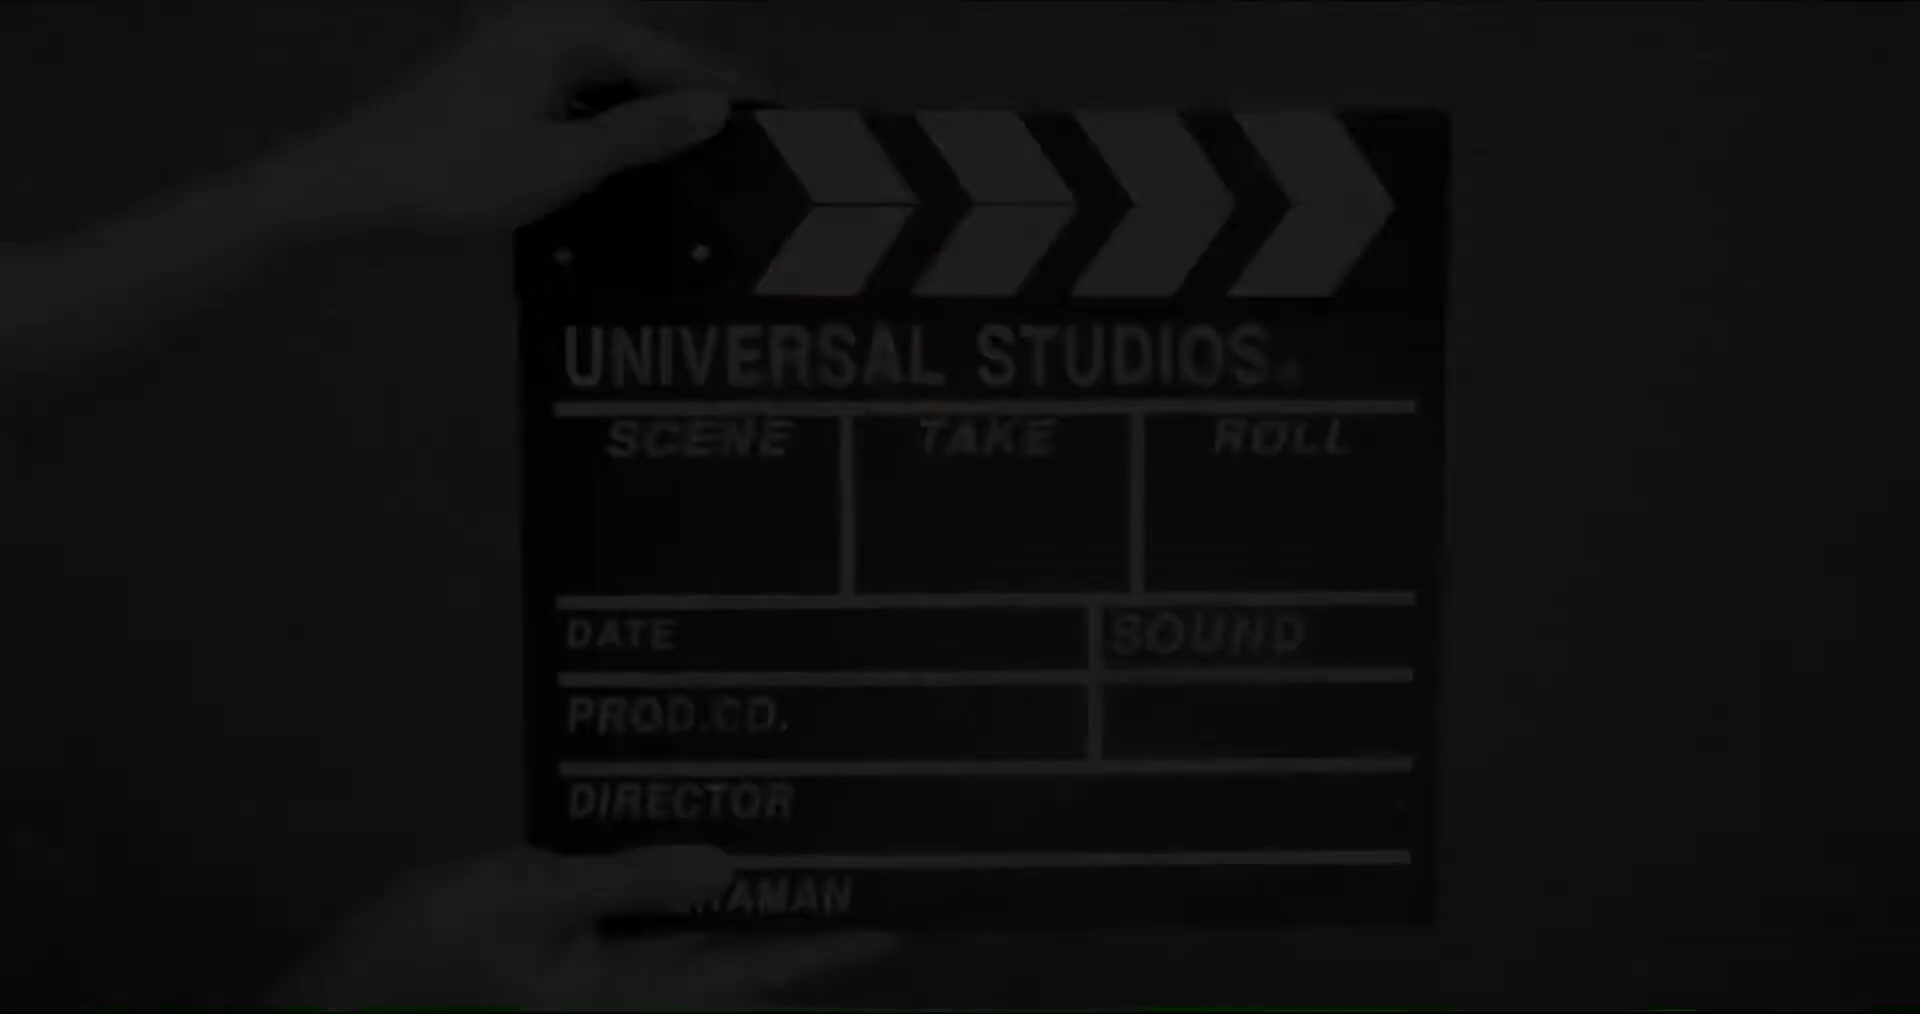 UNIVERSAL STUDIOS
SCENE TAKE ROLL
DATE SOUND
PROD.CO.
DIRECTOR